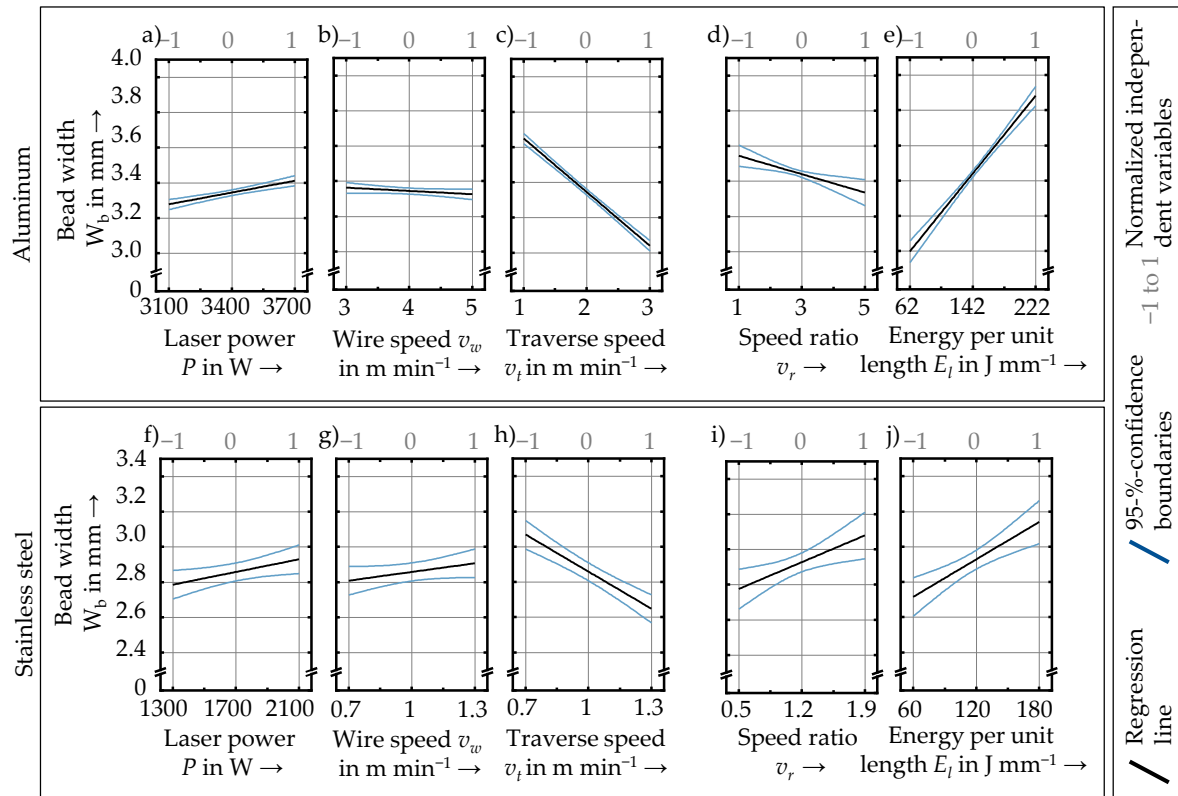 Aluminum
a) −1 0 1 b) −1 0 1 c) −1 0 1 d) −1 0 1 e) −1 0 1
4.0
3.8
3.6
3.4
3.2
3.0
0
Bead width
W_b in mm →
3100 3400 3700 3 4 5 1 2 3 1 3 5 62 142 222
Laser power
P in W →
Wire speed v_w
in m min⁻¹ →
Traverse speed
v_t in m min⁻¹ →
Speed ratio
v_r →
Energy per unit
length E_l in J mm⁻¹ →
Stainless steel
f) −1 0 1 g) −1 0 1 h) −1 0 1 i) −1 0 1 j) −1 0 1
3.4
3.2
3.0
2.8
2.6
2.4
0
Bead width
W_b in mm →
1300 1700 2100 0.7 1 1.3 0.7 1 1.3 0.5 1.2 1.9 60 120 180
Laser power
P in W →
Wire speed v_w
in m min⁻¹ →
Traverse speed
v_t in m min⁻¹ →
Speed ratio
v_r →
Energy per unit
length E_l in J mm⁻¹ →
Regression
line
95-%-confidence
boundaries
−1 to 1 Normalized indepen-
dent variables